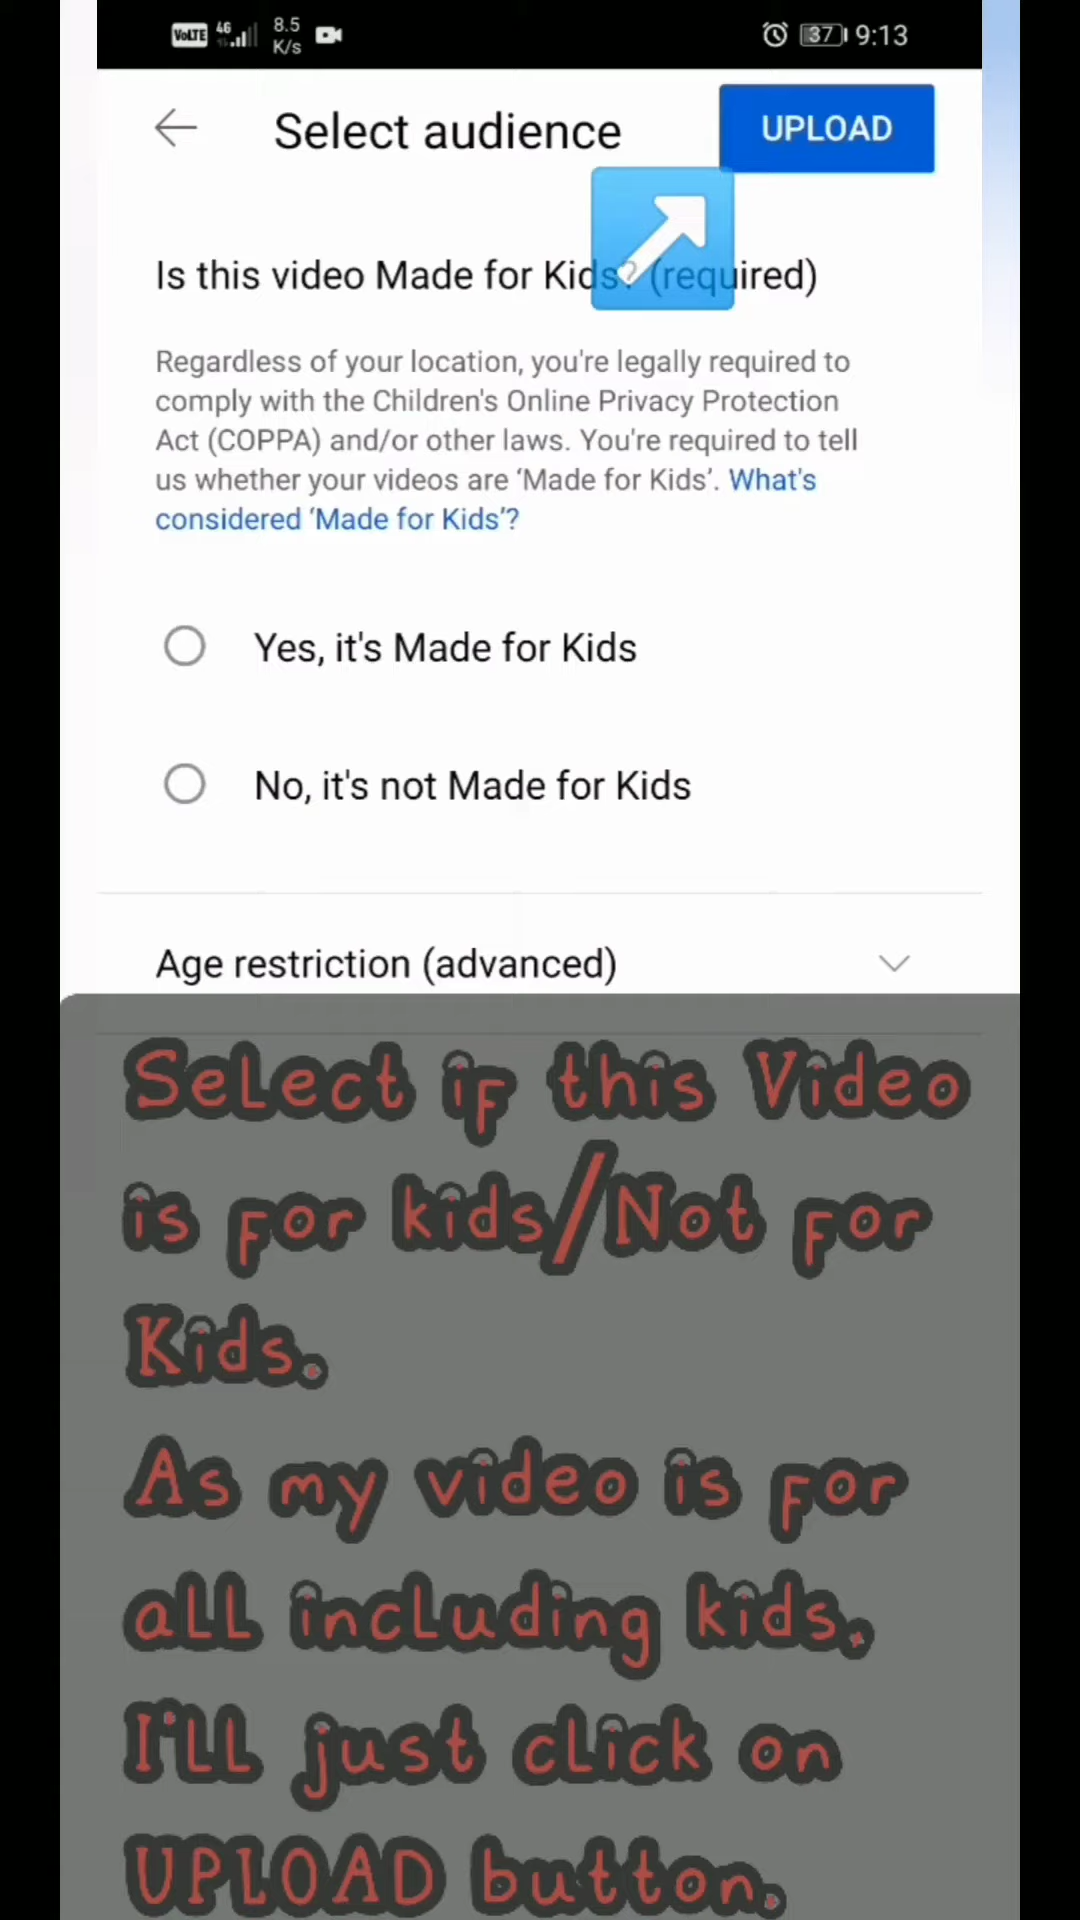 VoLTE 4G 8.5 K/s 37 9:13
Select audience UPLOAD
Is this video Made for Kids? (required)
Regardless of your location, you're legally required to
comply with the Children's Online Privacy Protection
Act (COPPA) and/or other laws. You're required to tell
us whether your videos are ‘Made for Kids’. What's
considered ‘Made for Kids’?
Yes, it's Made for Kids
No, it's not Made for Kids
Age restriction (advanced)
Select if this Video
is for kids/Not for
Kids.
As my video is for
all including kids.
I'll just click on
UPLOAD button.